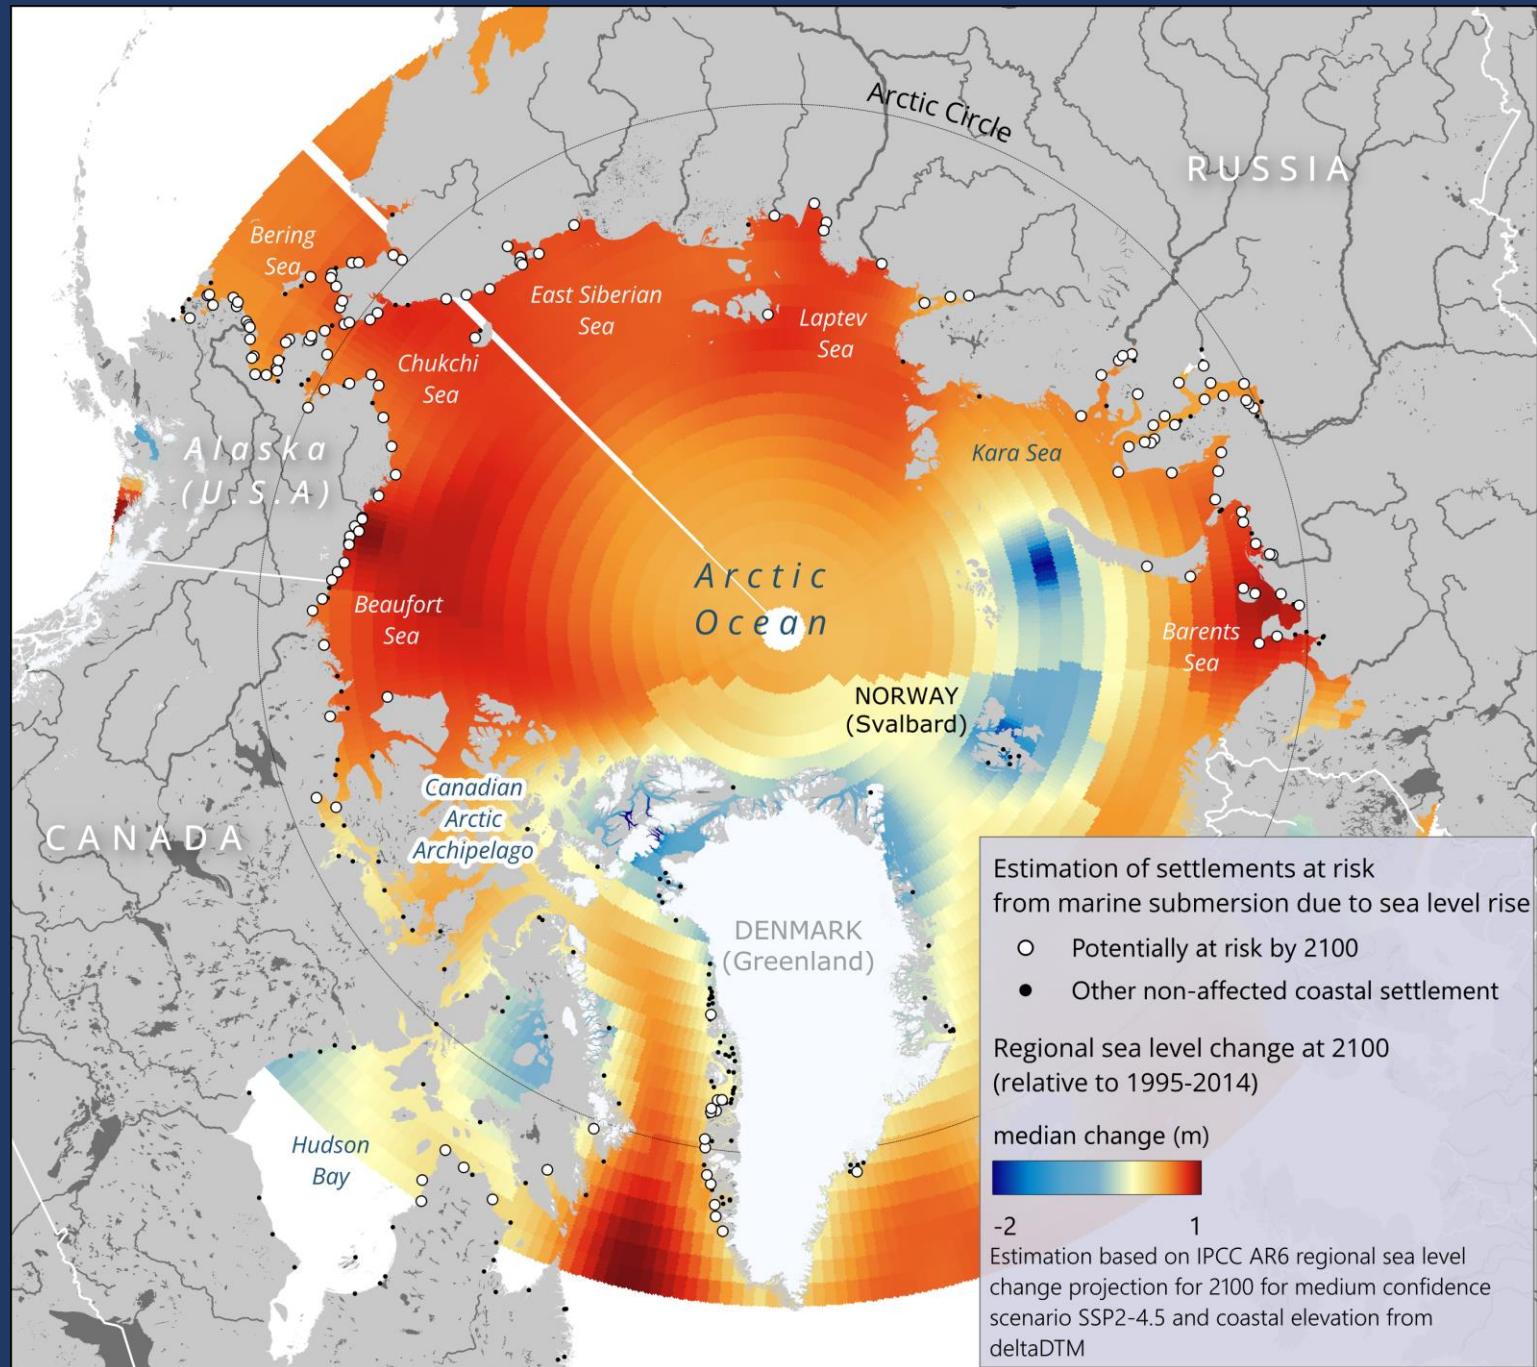 Arctic Circle
RUSSIA
Bering
Sea
East Siberian
Sea
Laptev
Sea
Chukchi
Sea
Alaska
(U.S.A)
Kara Sea
Arctic
Ocean
Beaufort
Sea
Barents
Sea
NORWAY
(Svalbard)
Canadian
Arctic
Archipelago
CANADA
DENMARK
(Greenland)
Hudson
Bay
Estimation of settlements at risk
from marine submersion due to sea level rise
Potentially at risk by 2100
Other non-affected coastal settlement
Regional sea level change at 2100
(relative to 1995-2014)
median change (m)
-2 1
Estimation based on IPCC AR6 regional sea level
change projection for 2100 for medium confidence
scenario SSP2-4.5 and coastal elevation from
deltaDTM